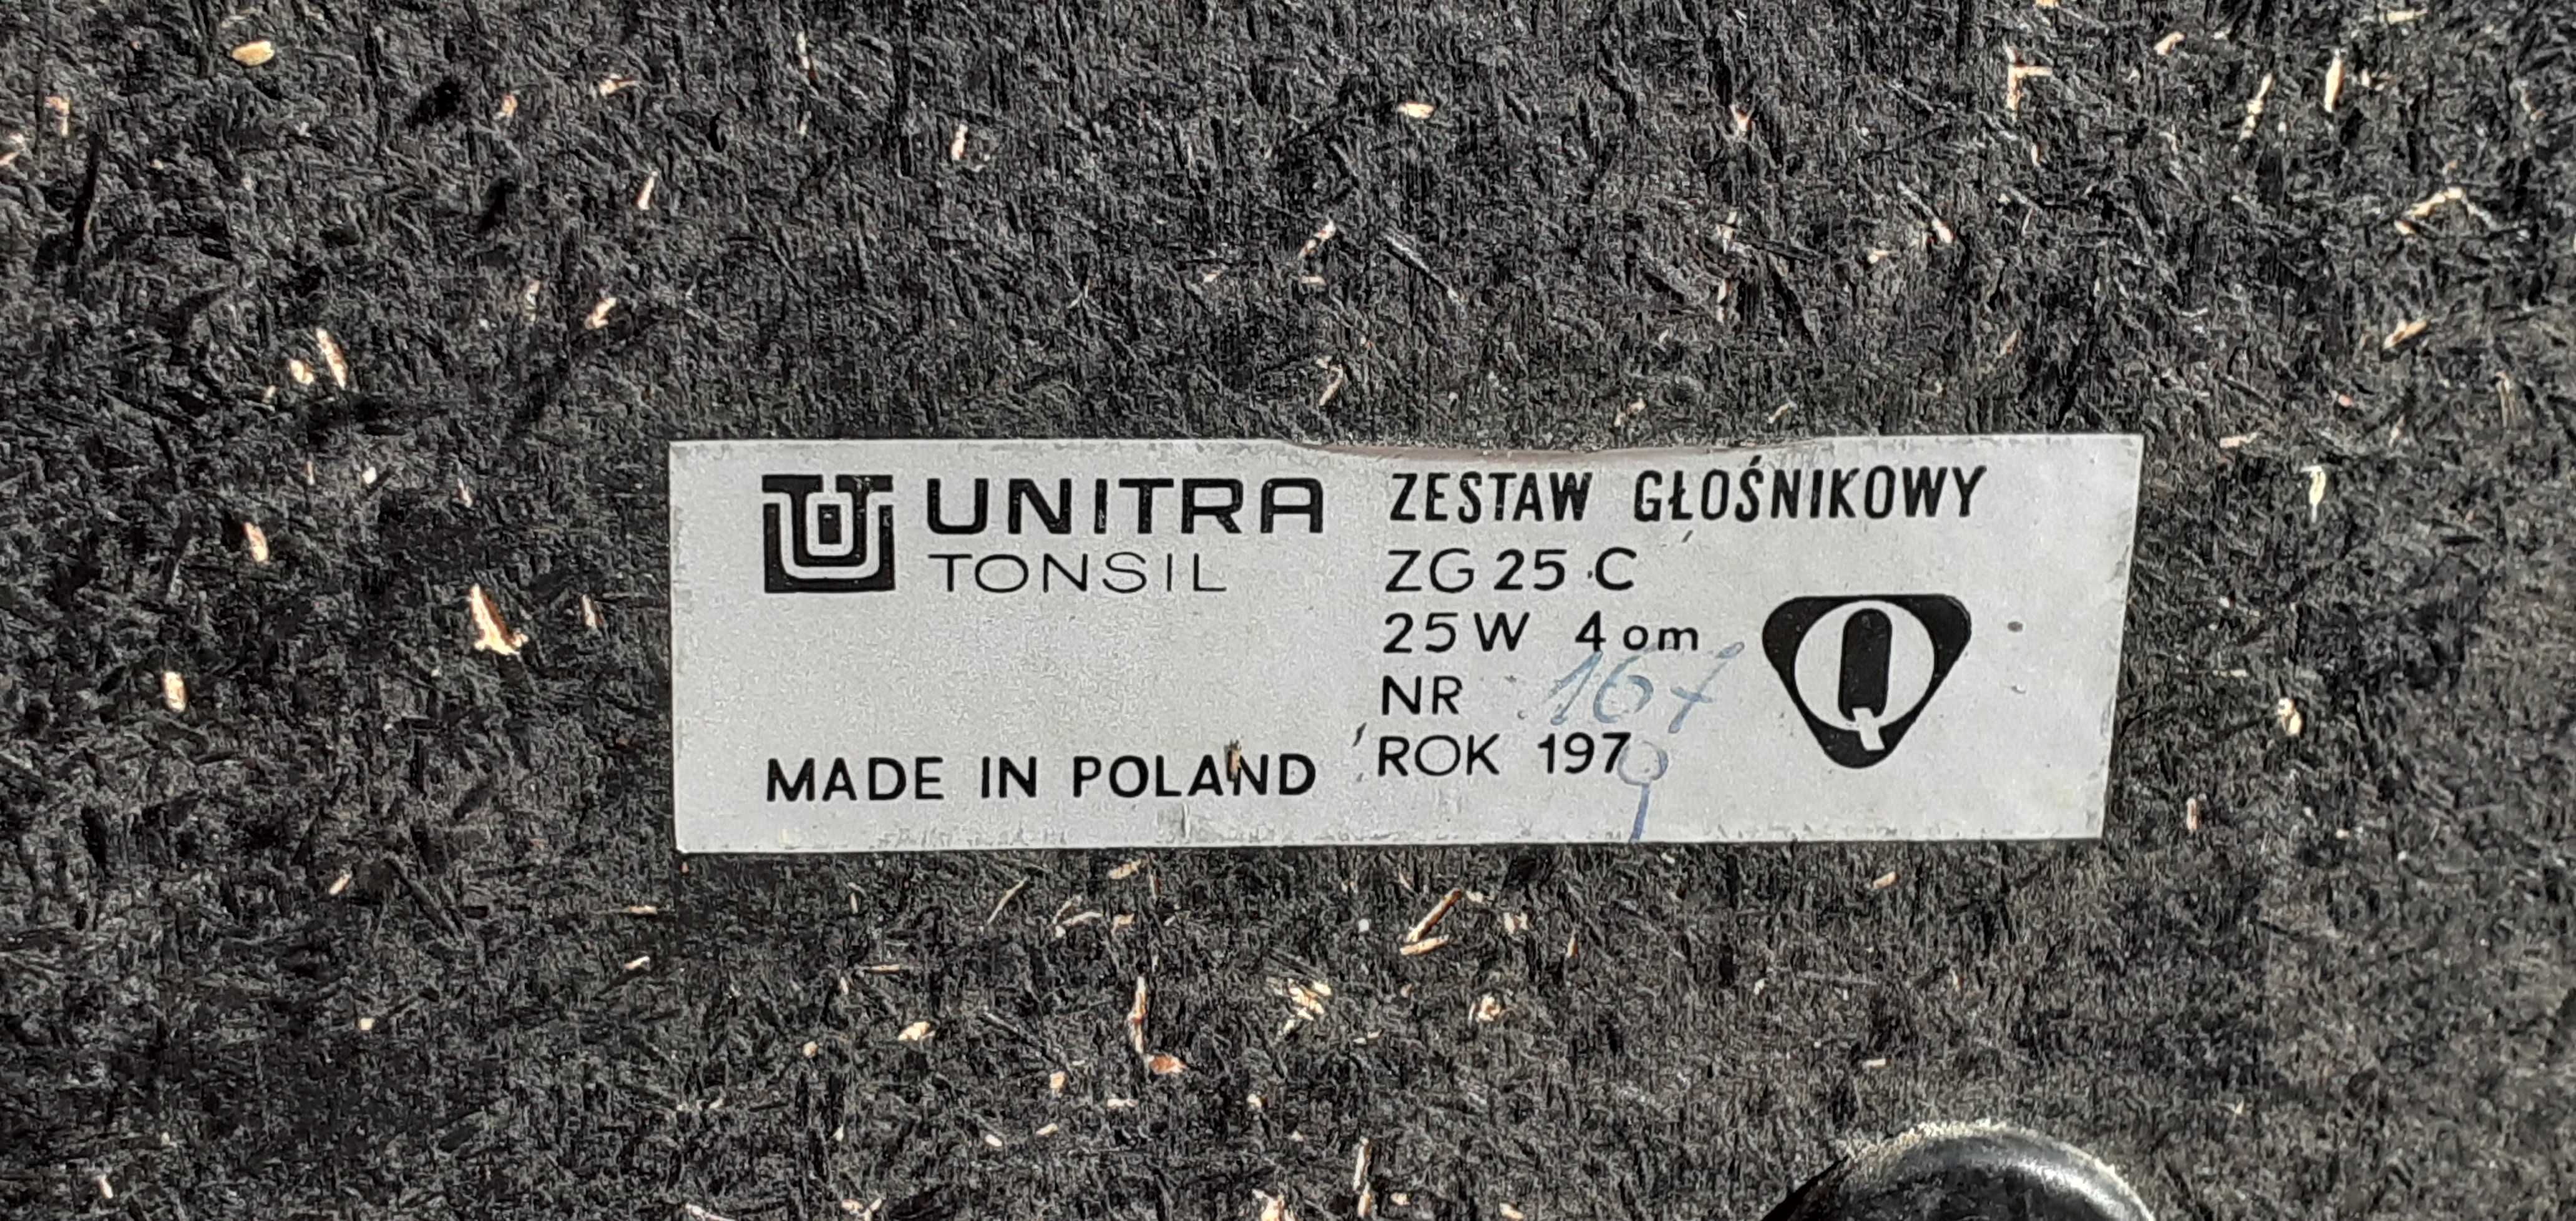 UNITRA
TONSIL
MADE IN POLAND
ZESTAW GŁOŚNIKOWY
ZG 25 C
25 W 4 om
NR 167
ROK 1979
Q